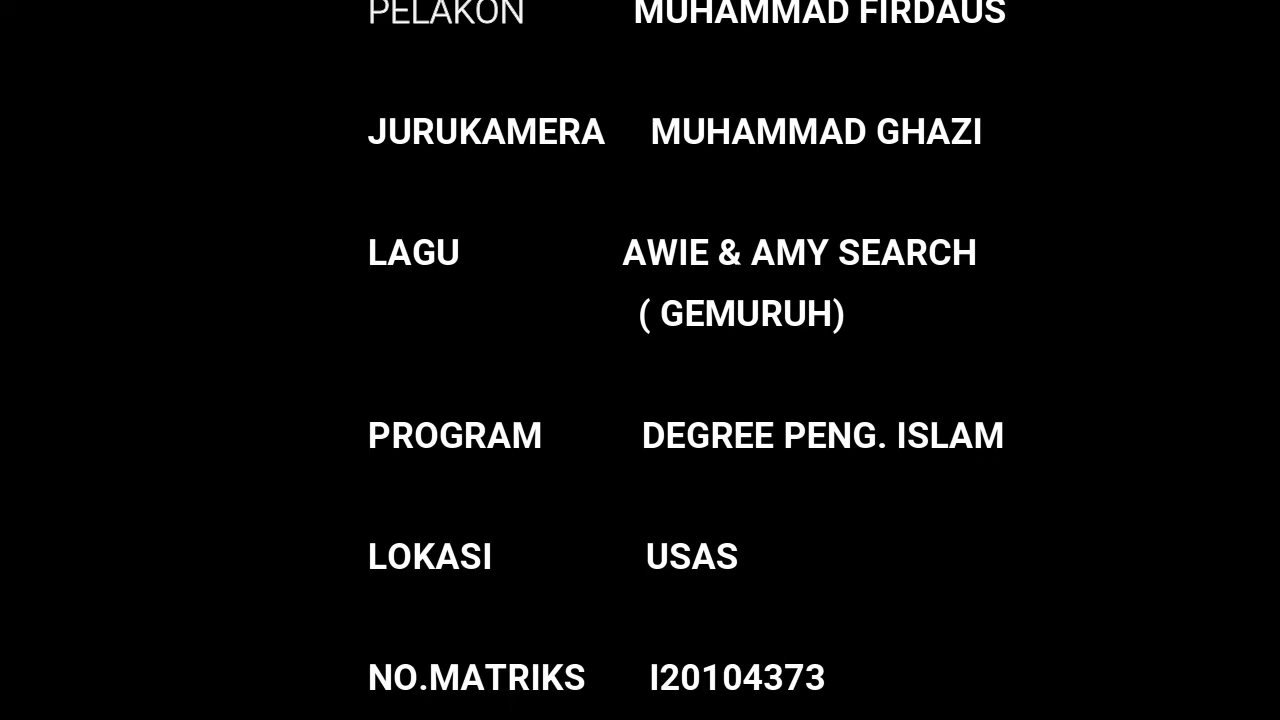 PELAKON MUHAMMAD FIRDAUS
JURUKAMERA MUHAMMAD GHAZI
LAGU AWIE & AMY SEARCH
( GEMURUH)
PROGRAM DEGREE PENG. ISLAM
LOKASI USAS
NO.MATRIKS I20104373